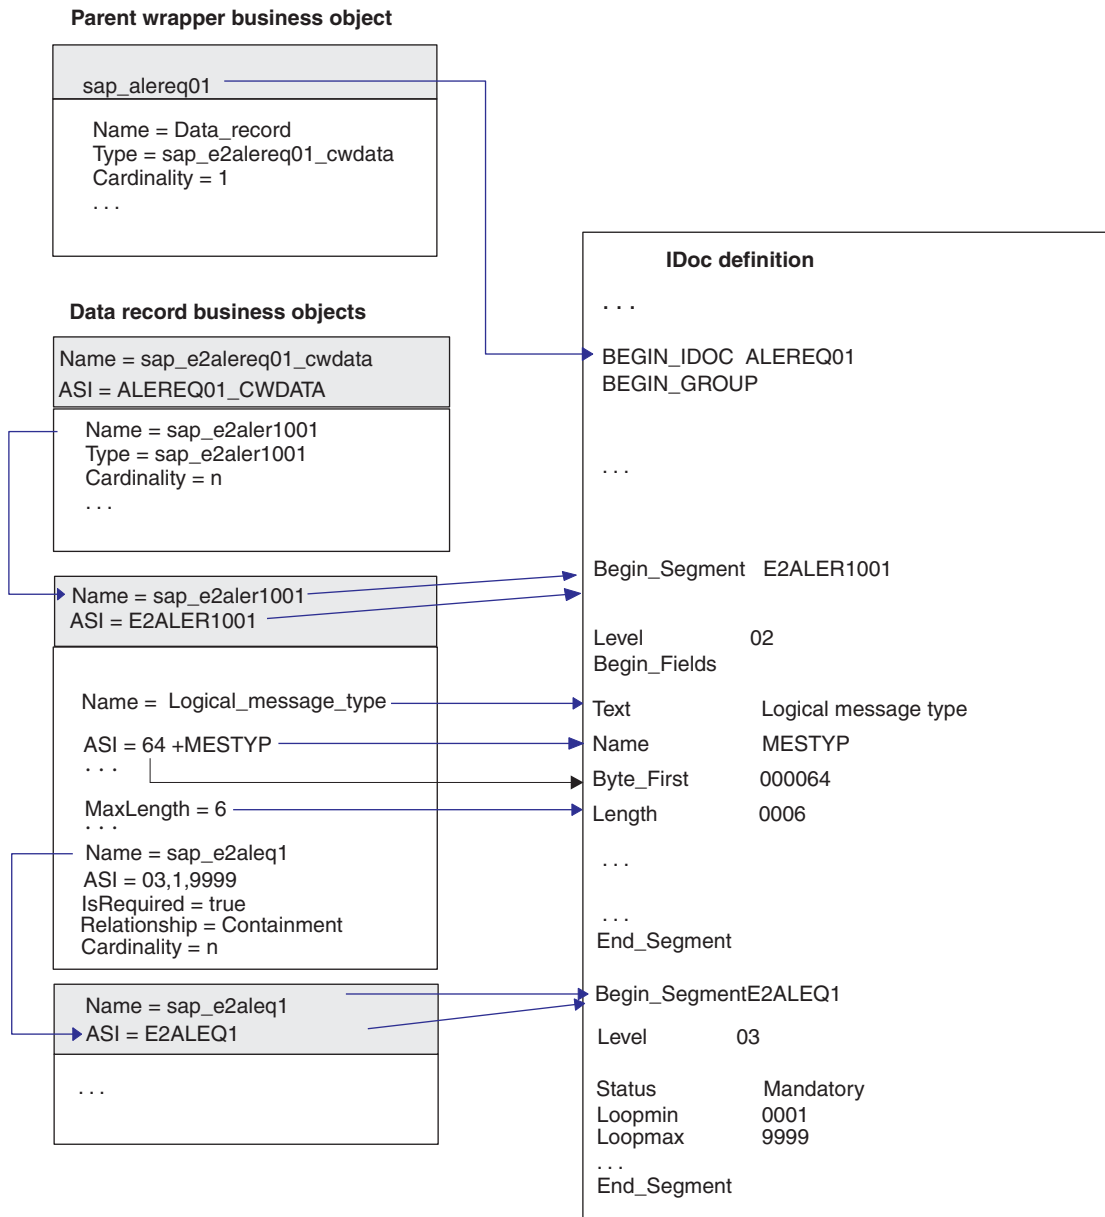 Parent wrapper business object
sap_alereq01
Name = Data_record
Type = sap_e2alereq01_cwdata
Cardinality = 1
. . .
Data record business objects
Name = sap_e2alereq01_cwdata
ASI = ALEREQ01_CWDATA
Name = sap_e2aler1001
Type = sap_e2aler1001
Cardinality = n
. . .
Name = sap_e2aler1001
ASI = E2ALER1001
Name = Logical_message_type
ASI = 64 +MESTYP
. . .
MaxLength = 6
. . .
Name = sap_e2aleq1
ASI = 03,1,9999
IsRequired = true
Relationship = Containment
Cardinality = n
Name = sap_e2aleq1
ASI = E2ALEQ1
. . .
IDoc definition
. . .
BEGIN_IDOC ALEREQ01
BEGIN_GROUP
. . .
Begin_Segment E2ALER1001
Level 02
Begin_Fields
Text Logical message type
Name MESTYP
Byte_First 000064
Length 0006
. . .
. . .
End_Segment
Begin_SegmentE2ALEQ1
Level 03
Status Mandatory
Loopmin 0001
Loopmax 9999
. . .
End_Segment